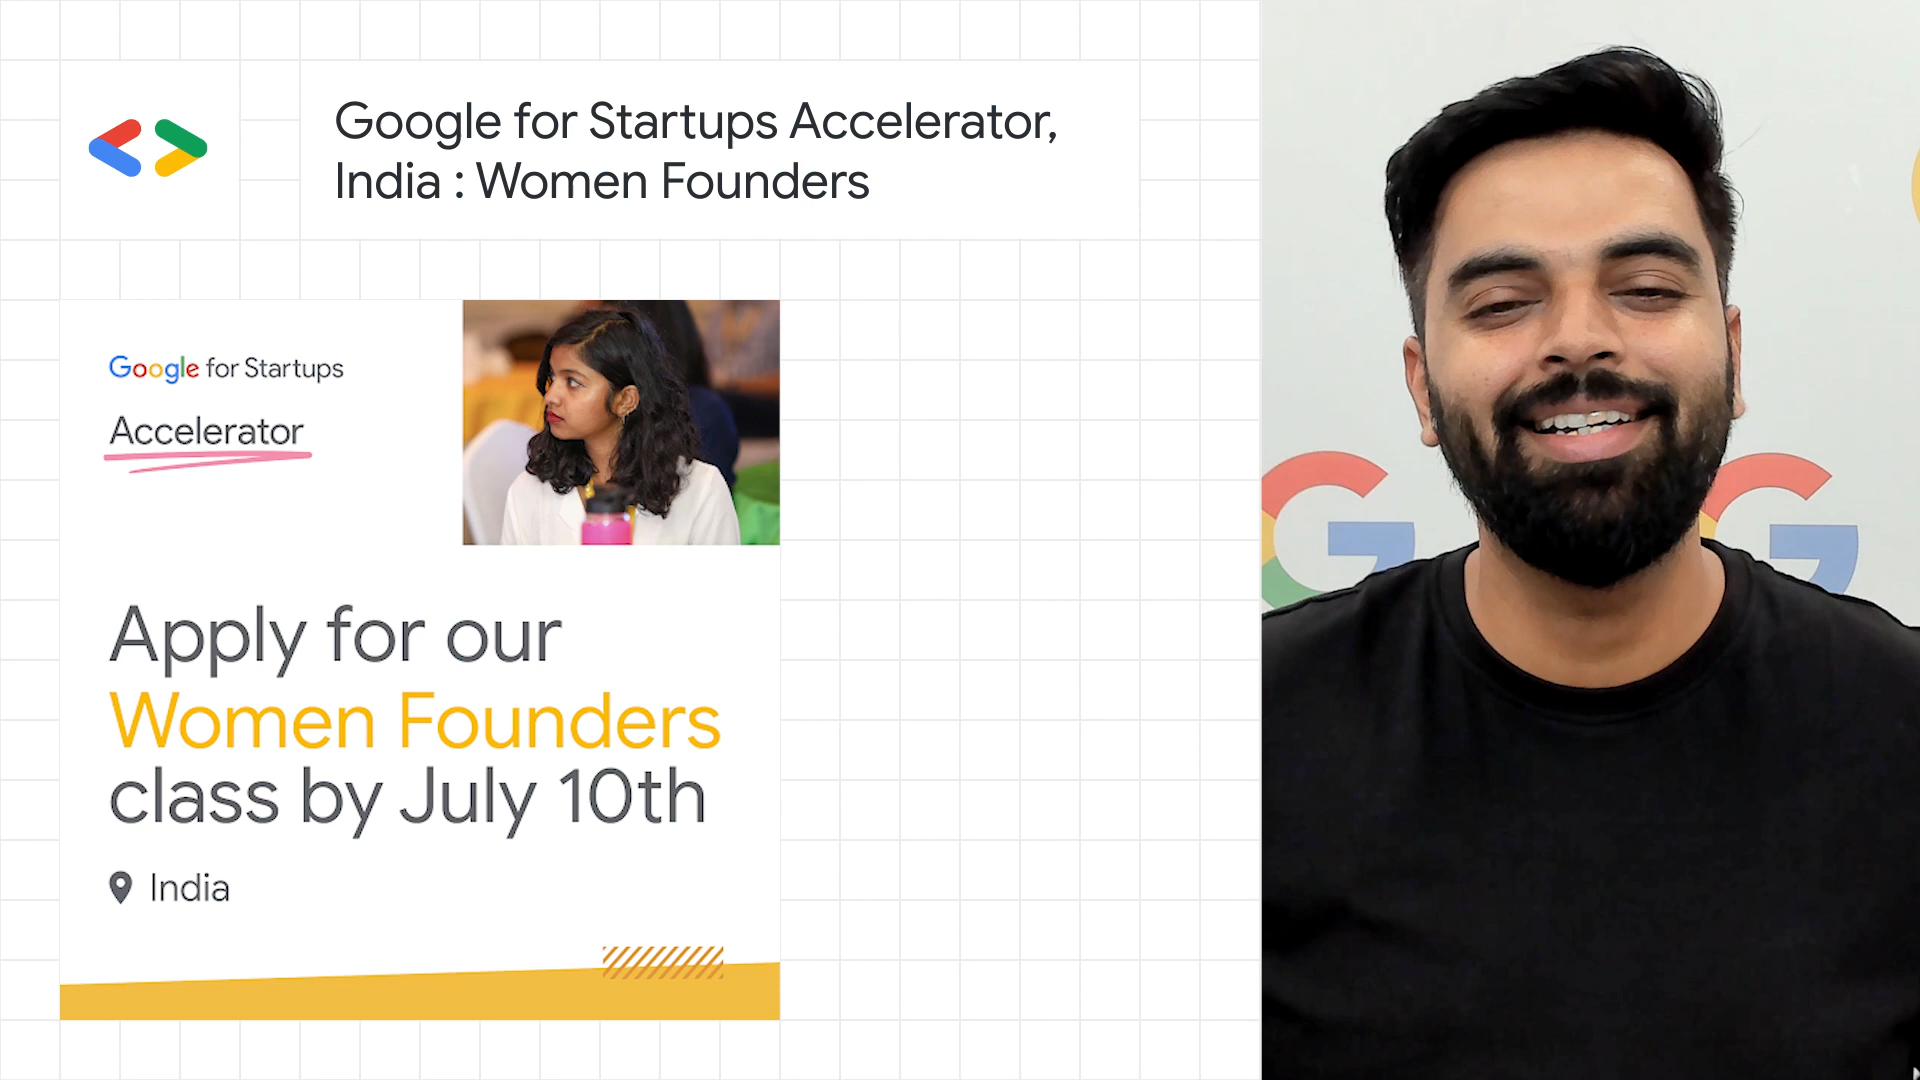 Google for Startups Accelerator,
India : Women Founders
Google for Startups
Accelerator
Apply for our
Women Founders
class by July 10th
India